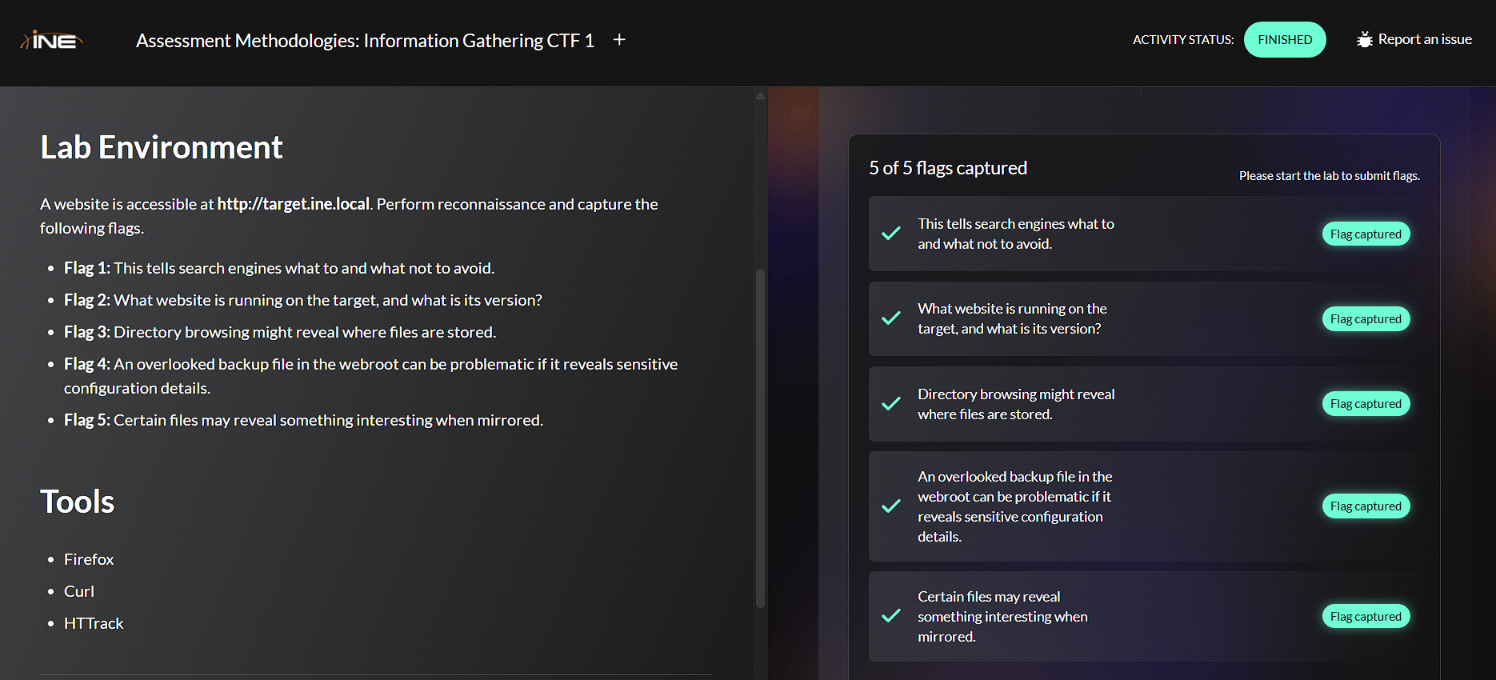 INE
Assessment Methodologies: Information Gathering CTF 1 +
ACTIVITY STATUS:
FINISHED
Report an issue
Lab Environment
A website is accessible at http://target.ine.local. Perform reconnaissance and capture the
following flags.
• Flag 1: This tells search engines what to and what not to avoid.
• Flag 2: What website is running on the target, and what is its version?
• Flag 3: Directory browsing might reveal where files are stored.
• Flag 4: An overlooked backup file in the webroot can be problematic if it reveals sensitive
configuration details.
• Flag 5: Certain files may reveal something interesting when mirrored.
Tools
• Firefox
• Curl
• HTTrack
5 of 5 flags captured
Please start the lab to submit flags.
This tells search engines what to
and what not to avoid.
Flag captured
What website is running on the
target, and what is its version?
Flag captured
Directory browsing might reveal
where files are stored.
Flag captured
An overlooked backup file in the
webroot can be problematic if it
reveals sensitive configuration
details.
Flag captured
Certain files may reveal
something interesting when
mirrored.
Flag captured